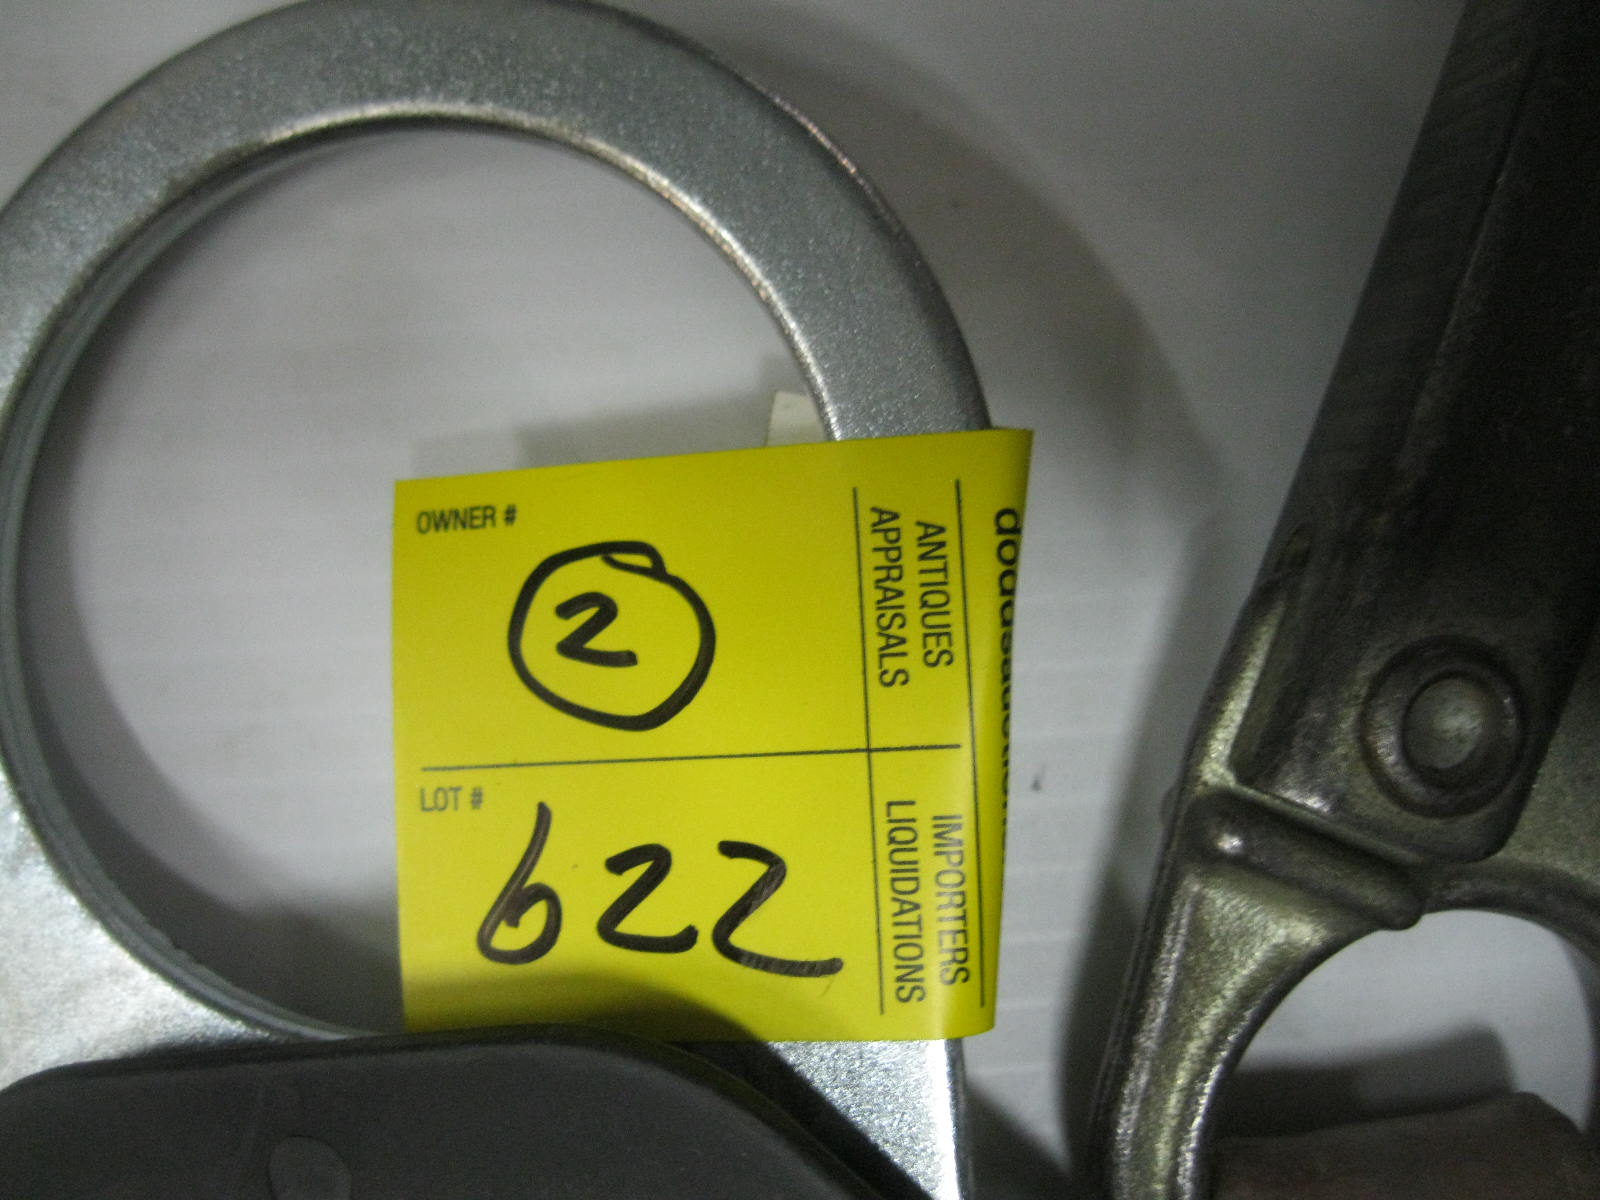 OWNER #
2
LOT #
622
ANTIQUES
APPRAISALS
IMPORTERS
LIQUIDATIONS